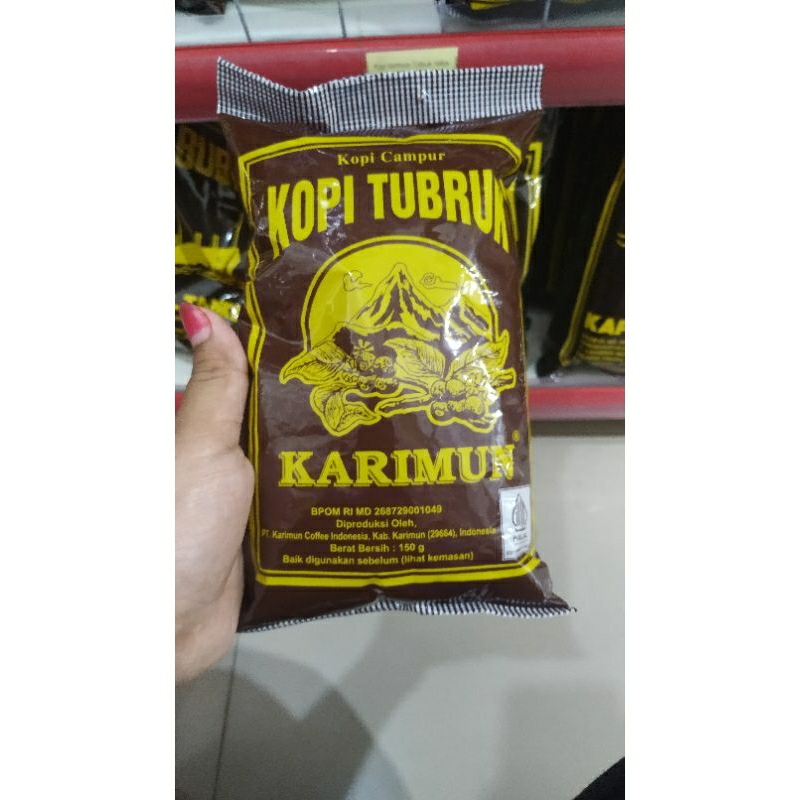 Kopi Campur
KOPI TUBRUK
KARIMUN®
BPOM RI MD 268729001049
Diproduksi Oleh,
PT. Karimun Coffee Indonesia, Kab. Karimun (29664), Indonesia
Berat Bersih : 150 g
Baik digunakan sebelum (lihat kemasan)
KAR